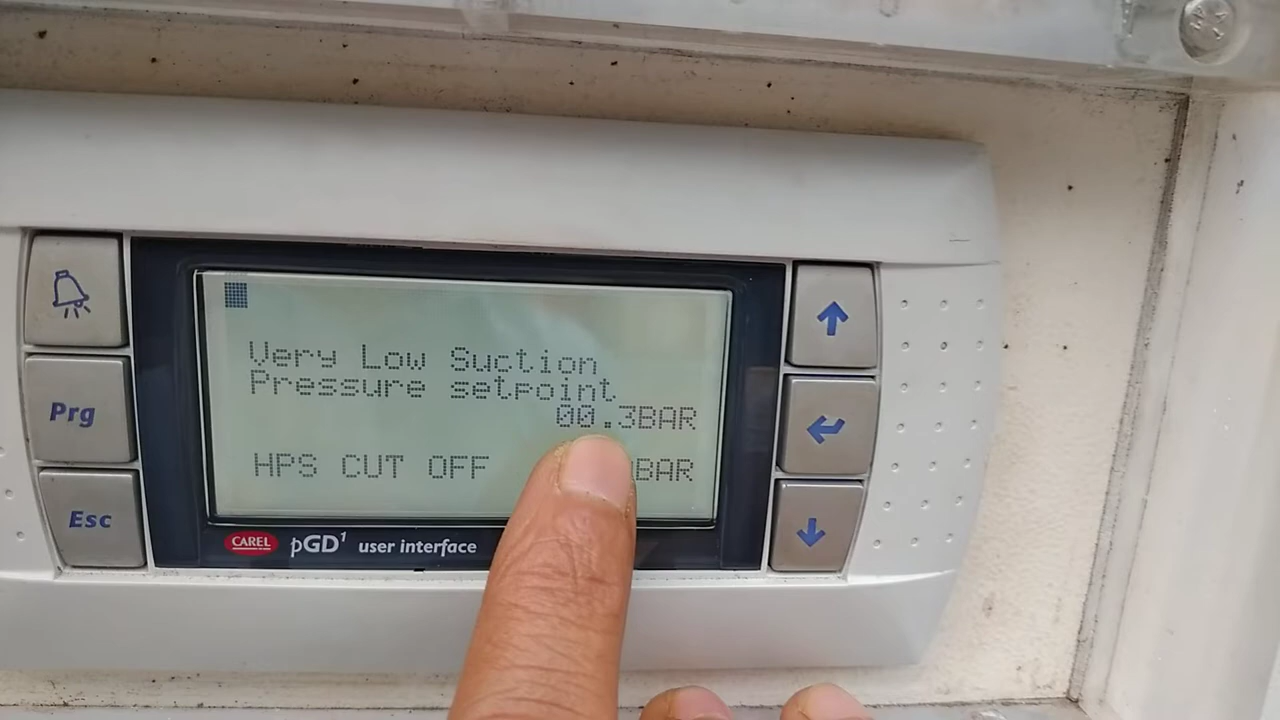 Very Low Suction
Pressure setpoint
00.3BAR
HPS CUT OFF BAR
Prg
Esc
CAREL pGD1 user interface